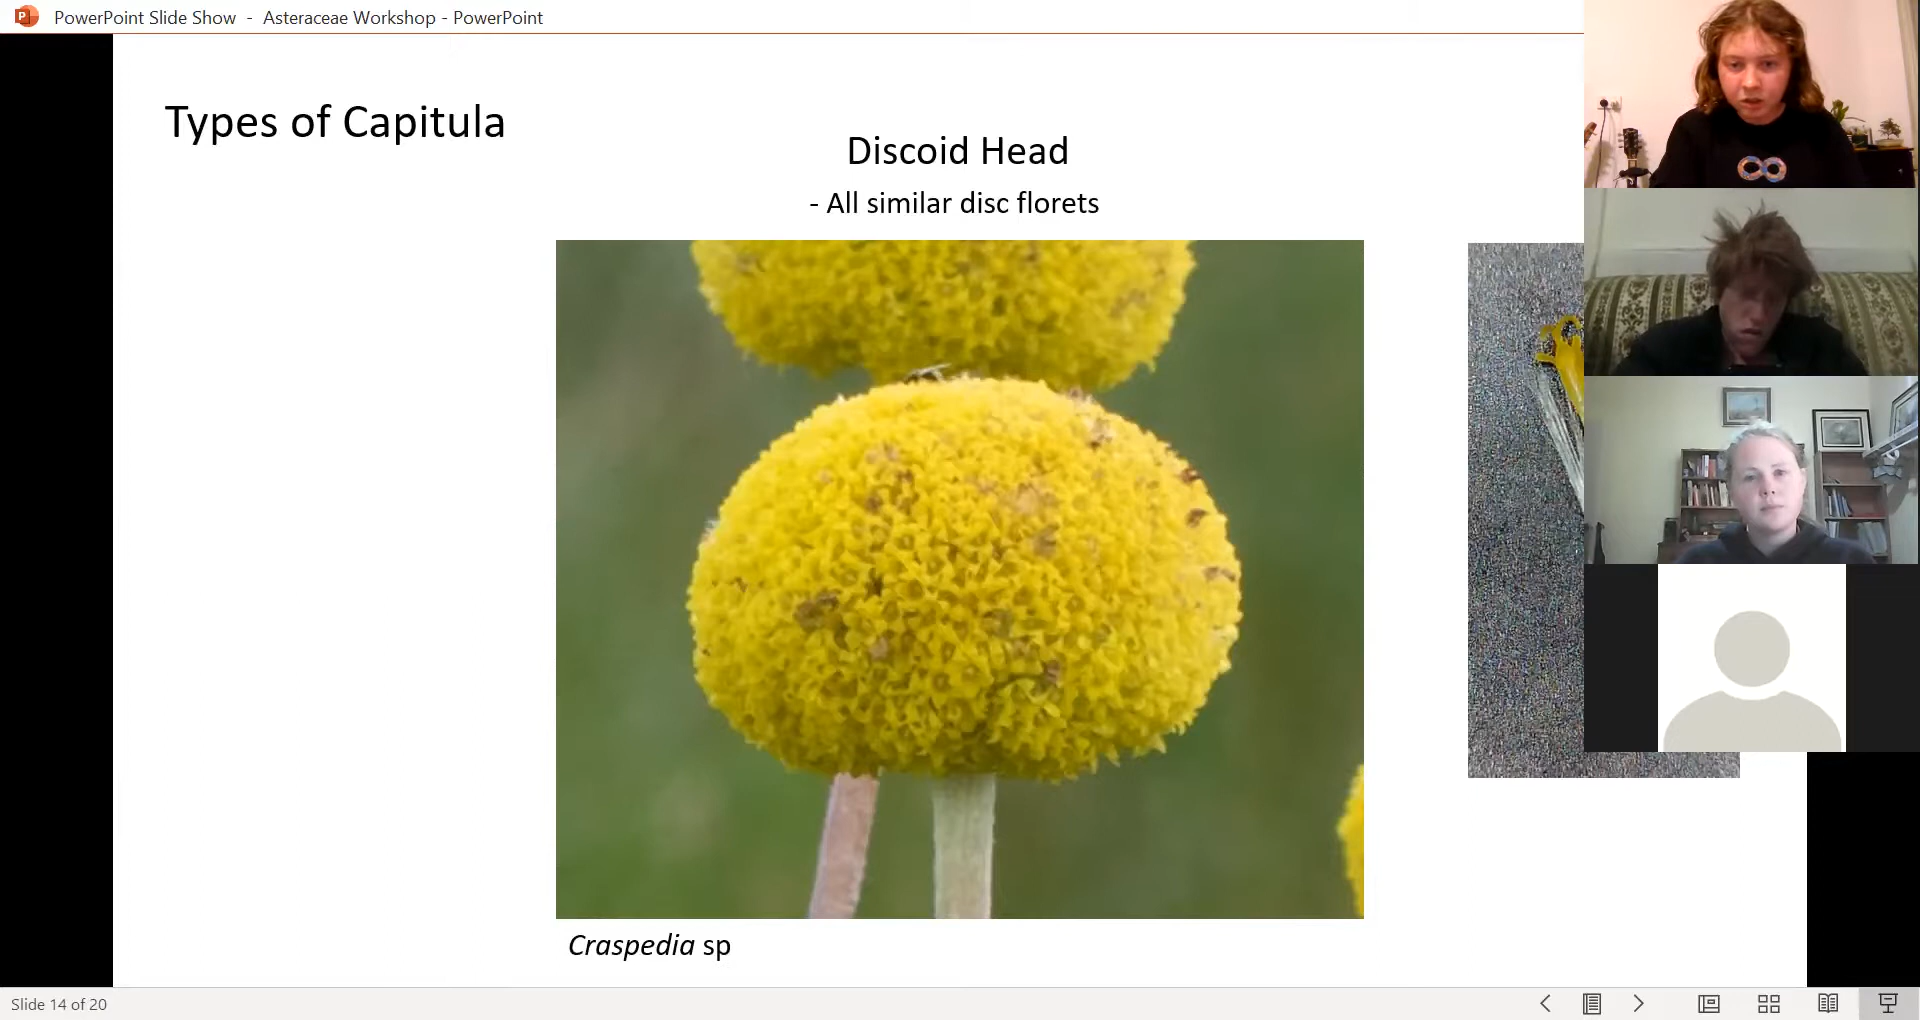 PowerPoint Slide Show - Asteraceae Workshop - PowerPoint
Types of Capitula
Discoid Head
- All similar disc florets
Craspedia sp
Slide 14 of 20